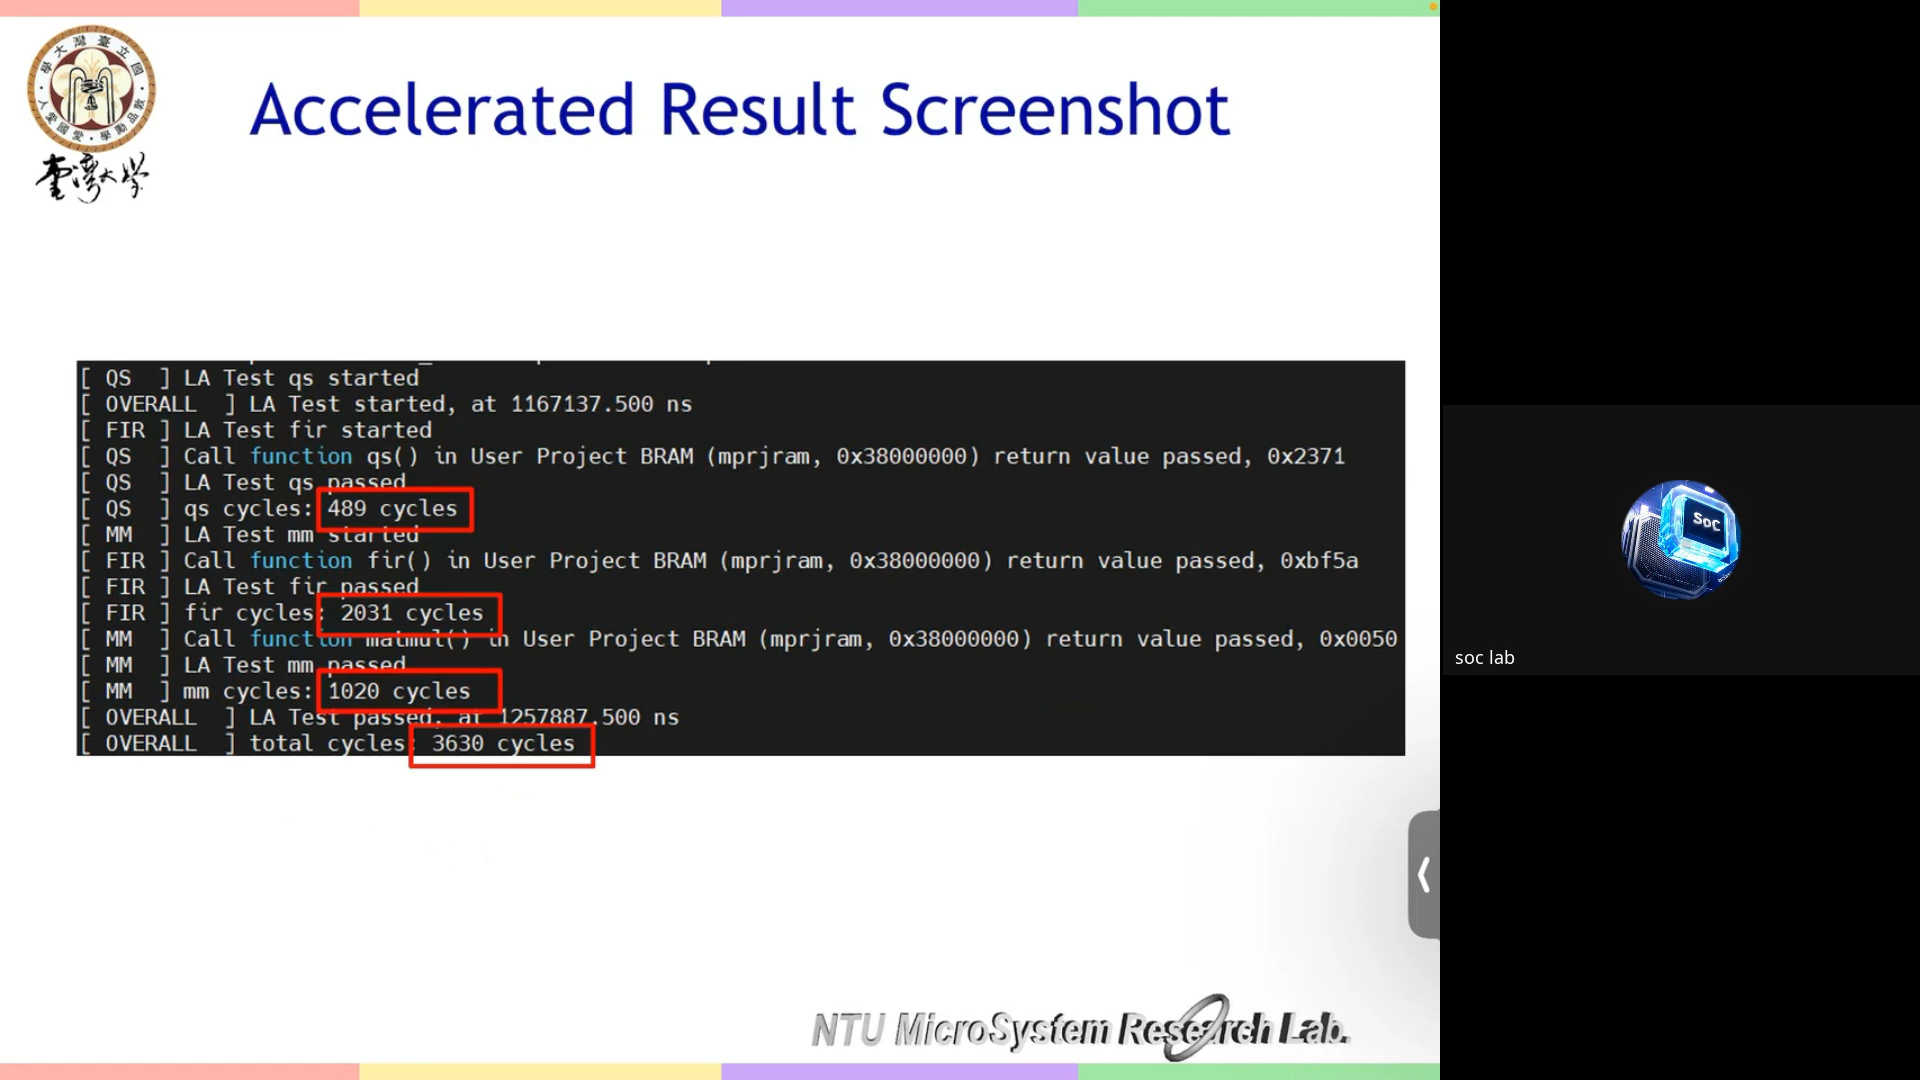 臺灣大學
Accelerated Result Screenshot
[ QS  ] LA Test qs started
[ OVERALL  ] LA Test started, at 1167137.500 ns
[ FIR ] LA Test fir started
[ QS  ] Call function qs() in User Project BRAM (mprjram, 0x38000000) return value passed, 0x2371
[ QS  ] LA Test qs passed
[ QS  ] qs cycles: 489 cycles
[ MM  ] LA Test mm started
[ FIR ] Call function fir() in User Project BRAM (mprjram, 0x38000000) return value passed, 0xbf5a
[ FIR ] LA Test fir passed
[ FIR ] fir cycles: 2031 cycles
[ MM  ] Call function matmul() in User Project BRAM (mprjram, 0x38000000) return value passed, 0x0050
[ MM  ] LA Test mm passed
[ MM  ] mm cycles: 1020 cycles
[ OVERALL  ] LA Test passed, at 1257887.500 ns
[ OVERALL  ] total cycles: 3630 cycles
NTU MicroSystem Research Lab.
SoC
soc lab